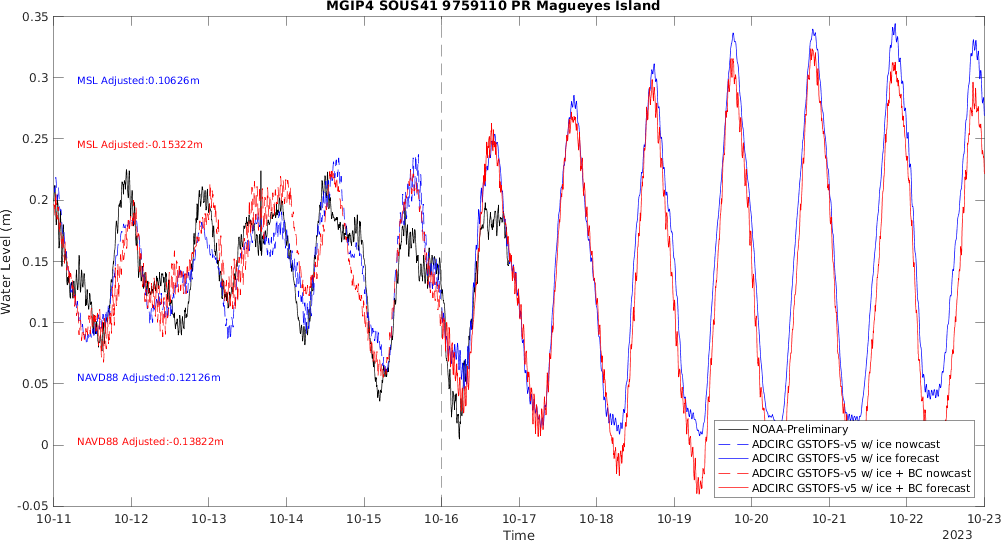 MGIP4 SOUS41 9759110 PR Magueyes Island
0.35
0.3
0.25
0.2
0.15
0.1
0.05
0
-0.05
Water Level (m)
MSL Adjusted:0.10626m
MSL Adjusted:-0.15322m
NAVD88 Adjusted:0.12126m
NAVD88 Adjusted:-0.13822m
NOAA-Preliminary
ADCIRC GSTOFS-v5 w/ ice nowcast
ADCIRC GSTOFS-v5 w/ ice forecast
ADCIRC GSTOFS-v5 w/ ice + BC nowcast
ADCIRC GSTOFS-v5 w/ ice + BC forecast
10-11 10-12 10-13 10-14 10-15 10-16 10-17 10-18 10-19 10-20 10-21 10-22 10-23
Time
2023